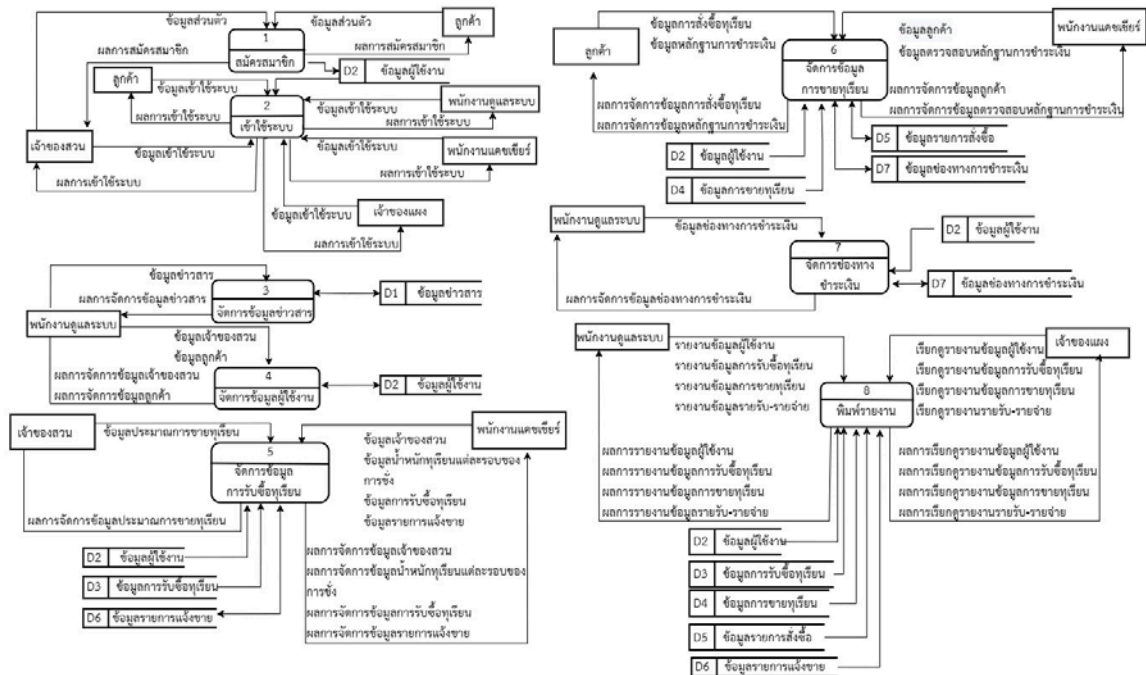 ข้อมูลส่วนตัว
ข้อมูลส่วนตัว
ลูกค้า
1
สมัครสมาชิก
ผลการสมัครสมาชิก
ผลการสมัครสมาชิก
D2 ข้อมูลผู้ใช้งาน
ลูกค้า
ข้อมูลเข้าใช้ระบบ
ผลการเข้าใช้ระบบ
2
เข้าใช้ระบบ
ข้อมูลเข้าใช้ระบบ
พนักงานดูแลระบบ
ผลการเข้าใช้ระบบ
ข้อมูลเข้าใช้ระบบ
พนักงานแคชเชียร์
ผลการเข้าใช้ระบบ
เจ้าของสวน
ข้อมูลเข้าใช้ระบบ
ผลการเข้าใช้ระบบ
ข้อมูลเข้าใช้ระบบ
เจ้าของแผง
ผลการเข้าใช้ระบบ
ข้อมูลข่าวสาร
ผลการจัดการข้อมูลข่าวสาร
3
จัดการข้อมูลข่าวสาร
D1 ข้อมูลข่าวสาร
พนักงานดูแลระบบ
ข้อมูลเจ้าของสวน
ข้อมูลลูกค้า
ผลการจัดการข้อมูลเจ้าของสวน
ผลการจัดการข้อมูลลูกค้า
4
จัดการข้อมูลผู้ใช้งาน
D2 ข้อมูลผู้ใช้งาน
เจ้าของสวน
ข้อมูลประมาณการขายทุเรียน
5
จัดการข้อมูล
การรับซื้อทุเรียน
ผลการจัดการข้อมูลประมาณการขายทุเรียน
พนักงานแคชเชียร์
ข้อมูลเจ้าของสวน
ข้อมูลน้ำหนักทุเรียนแต่ละรอบของ
การชั่ง
ข้อมูลการรับซื้อทุเรียน
ข้อมูลรายการแจ้งขาย
D2 ข้อมูลผู้ใช้งาน
D3 ข้อมูลการรับซื้อทุเรียน
D6 ข้อมูลรายการแจ้งขาย
ผลการจัดการข้อมูลเจ้าของสวน
ผลการจัดการข้อมูลน้ำหนักทุเรียนแต่ละรอบของ
การชั่ง
ผลการจัดการข้อมูลการรับซื้อทุเรียน
ผลการจัดการข้อมูลรายการแจ้งขาย
ลูกค้า
ข้อมูลการสั่งซื้อทุเรียน
ข้อมูลหลักฐานการชำระเงิน
6
จัดการข้อมูล
การขายทุเรียน
ข้อมูลลูกค้า
ข้อมูลตรวจสอบหลักฐานการชำระเงิน
พนักงานแคชเชียร์
ผลการจัดการข้อมูลการสั่งซื้อทุเรียน
ผลการจัดการข้อมูลหลักฐานการชำระเงิน
ผลการจัดการข้อมูลลูกค้า
ผลการจัดการข้อมูลตรวจสอบหลักฐานการชำระเงิน
D2 ข้อมูลผู้ใช้งาน
D4 ข้อมูลการขายทุเรียน
D5 ข้อมูลรายการสั่งซื้อ
D7 ข้อมูลช่องทางการชำระเงิน
พนักงานดูแลระบบ
ข้อมูลช่องทางการชำระเงิน
7
จัดการช่องทาง
ชำระเงิน
D2 ข้อมูลผู้ใช้งาน
D7 ข้อมูลช่องทางการชำระเงิน
ผลการจัดการข้อมูลช่องทางการชำระเงิน
พนักงานดูแลระบบ
รายงานข้อมูลผู้ใช้งาน
รายงานข้อมูลการรับซื้อทุเรียน
รายงานข้อมูลการขายทุเรียน
รายงานข้อมูลรายรับ-รายจ่าย
8
พิมพ์รายงาน
เจ้าของแผง
เรียกดูรายงานข้อมูลผู้ใช้งาน
เรียกดูรายงานข้อมูลการรับซื้อทุเรียน
เรียกดูรายงานข้อมูลการขายทุเรียน
เรียกดูรายงานรายรับ-รายจ่าย
ผลการรายงานข้อมูลผู้ใช้งาน
ผลการรายงานข้อมูลการรับซื้อทุเรียน
ผลการรายงานข้อมูลการขายทุเรียน
ผลการรายงานข้อมูลรายรับ-รายจ่าย
ผลการเรียกดูรายงานข้อมูลผู้ใช้งาน
ผลการเรียกดูรายงานข้อมูลการรับซื้อทุเรียน
ผลการเรียกดูรายงานข้อมูลการขายทุเรียน
ผลการเรียกดูรายงานรายรับ-รายจ่าย
D2 ข้อมูลผู้ใช้งาน
D3 ข้อมูลการรับซื้อทุเรียน
D4 ข้อมูลการขายทุเรียน
D5 ข้อมูลรายการสั่งซื้อ
D6 ข้อมูลรายการแจ้งขาย